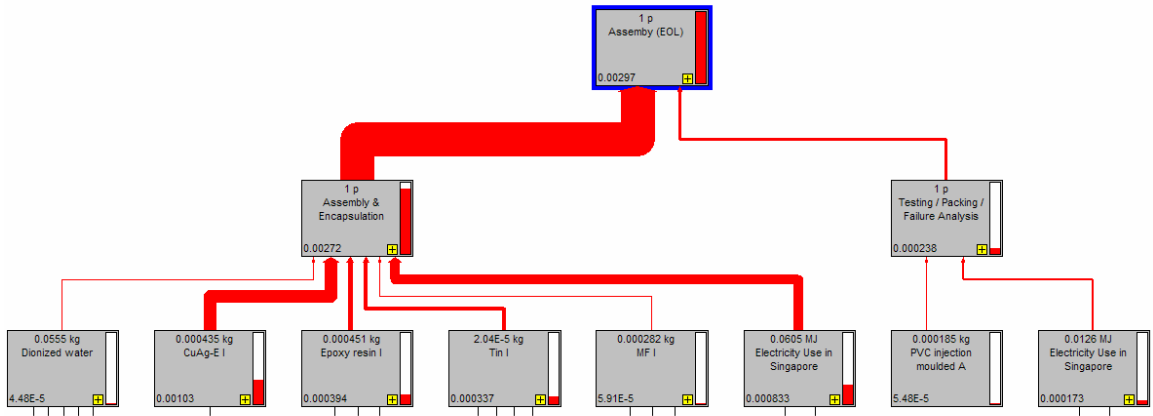 1 p
Assemby (EOL)
0.00297
1 p
Assembly &
Encapsulation
0.00272
1 p
Testing / Packing /
Failure Analysis
0.000238
0.0555 kg
Dionized water
4.48E-5
0.000435 kg
CuAg-E I
0.00103
0.000451 kg
Epoxy resin I
0.000394
2.04E-5 kg
Tin I
0.000337
0.000282 kg
MF I
5.91E-5
0.0605 MJ
Electricity Use in
Singapore
0.000833
0.000185 kg
PVC injection
moulded A
5.48E-5
0.0126 MJ
Electricity Use in
Singapore
0.000173